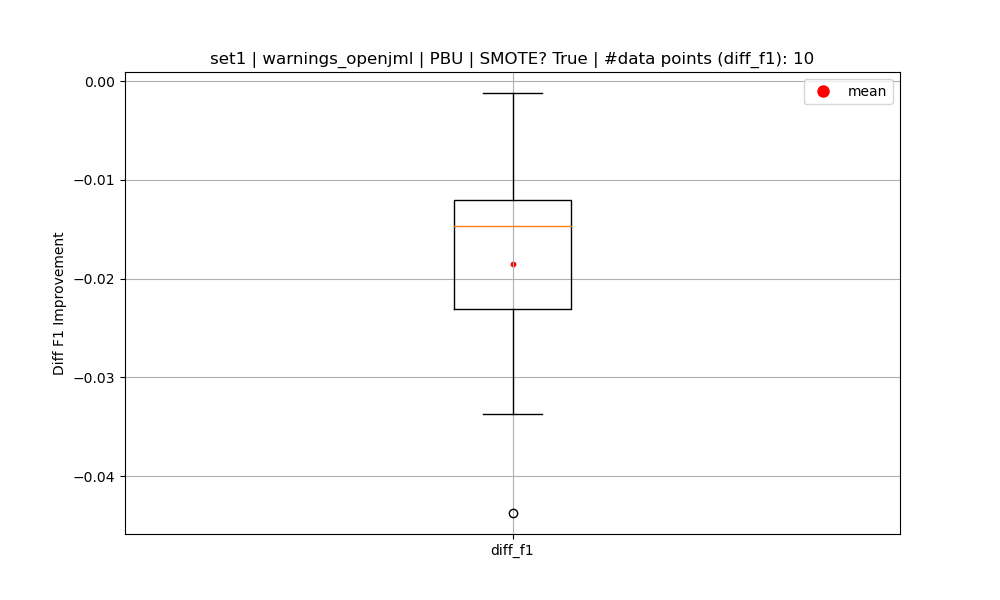 set1 | warnings_openjml | PBU | SMOTE? True | #data points (diff_f1): 10
mean
0.00
−0.01
−0.02
−0.03
−0.04
Diff F1 Improvement
diff_f1